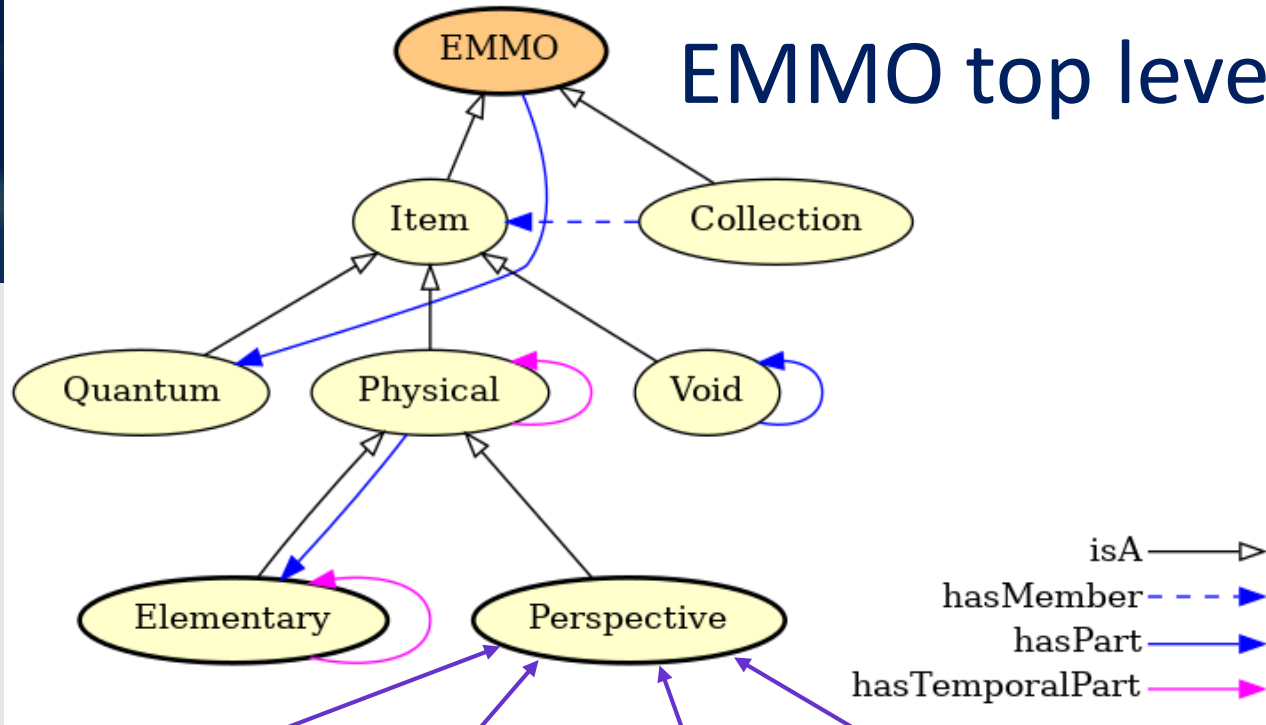 EMMO
EMMO top leve
Item
Collection
Quantum
Physical
Void
Elementary
Perspective
isA
hasMember
hasPart
hasTemporalPart